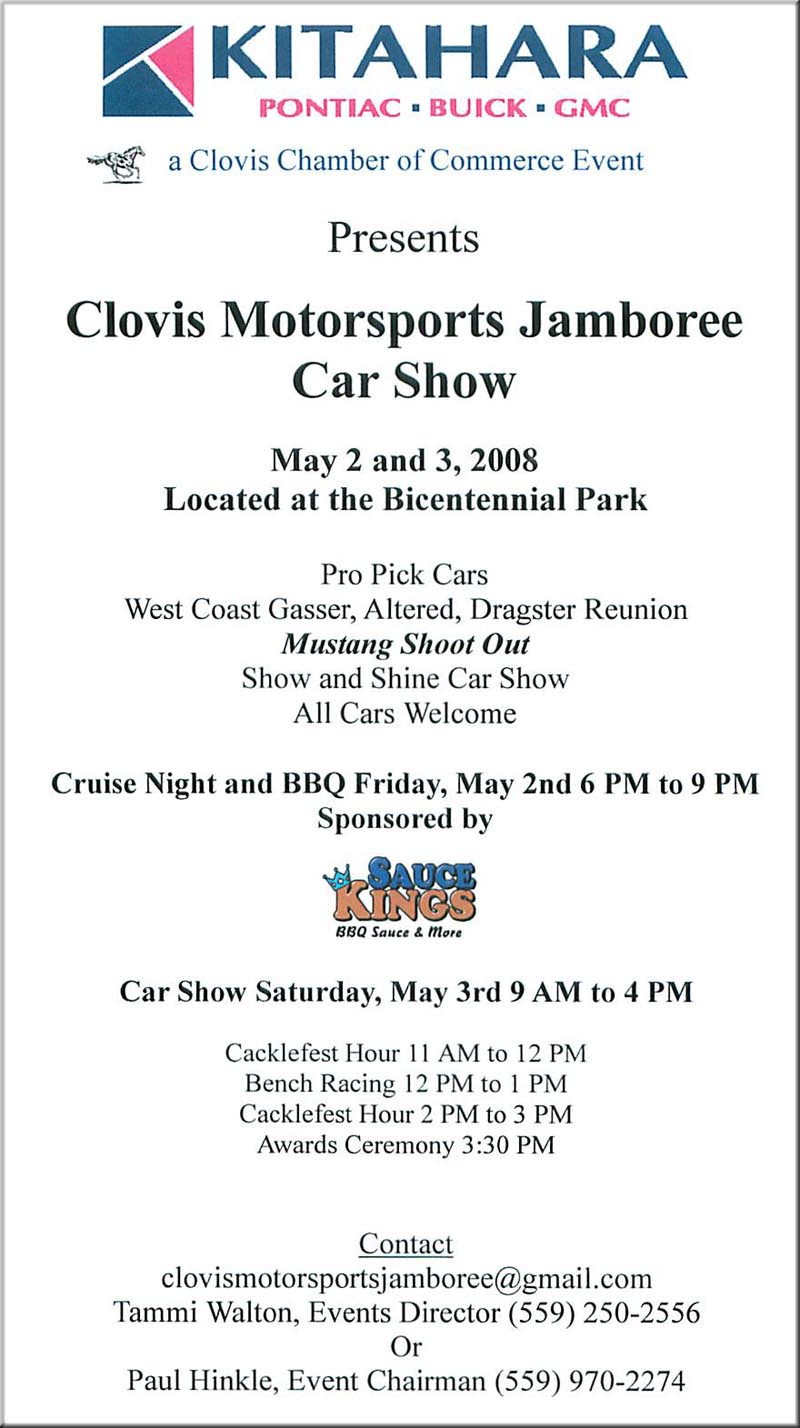 KITAHARA
PONTIAC ▪ BUICK ▪ GMC
a Clovis Chamber of Commerce Event
Presents
Clovis Motorsports Jamboree
Car Show
May 2 and 3, 2008
Located at the Bicentennial Park
Pro Pick Cars
West Coast Gasser, Altered, Dragster Reunion
Mustang Shoot Out
Show and Shine Car Show
All Cars Welcome
Cruise Night and BBQ Friday, May 2nd 6 PM to 9 PM
Sponsored by
SAUCE
KINGS
BBQ Sauce & More
Car Show Saturday, May 3rd 9 AM to 4 PM
Cacklefest Hour 11 AM to 12 PM
Bench Racing 12 PM to 1 PM
Cacklefest Hour 2 PM to 3 PM
Awards Ceremony 3:30 PM
Contact
clovismotorsportsjamboree@gmail.com
Tammi Walton, Events Director (559) 250-2556
Or
Paul Hinkle, Event Chairman (559) 970-2274